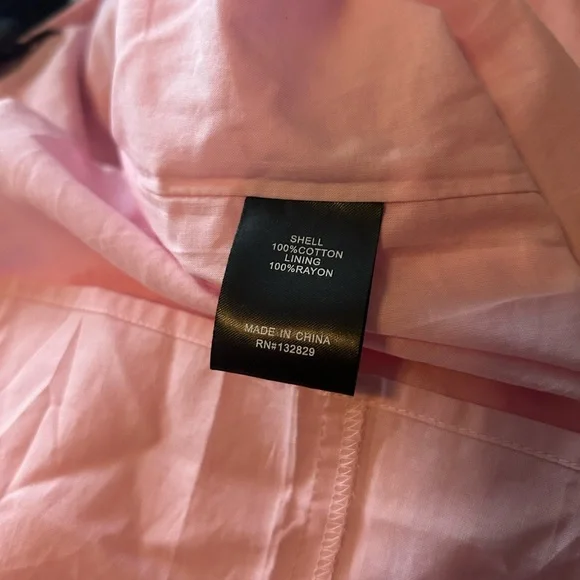 SHELL
100%COTTON
LINING
100%RAYON
MADE IN CHINA
RN#132829